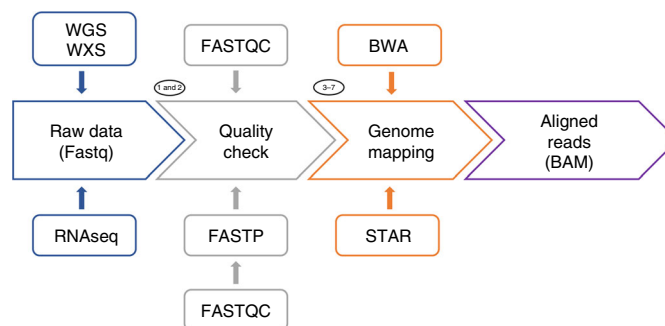 WGS
WXS
FASTQC
BWA
1 and 2
3–7
Raw data
(Fastq)
Quality
check
Genome
mapping
Aligned
reads
(BAM)
RNAseq
FASTP
STAR
FASTQC